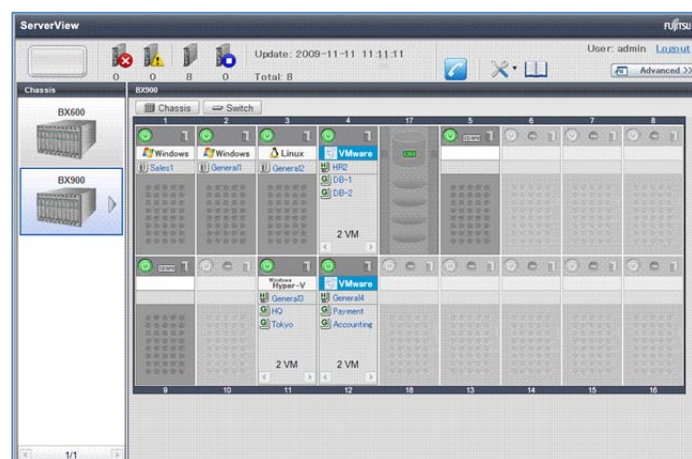 ServerView
FUJITSU
Update: 2009-11-11 11:11:11
User: admin Logout
0 0 8 0 Total: 8
Advanced >>
Chassis
BX900
BX600
Chassis Switch
1 2 3 4 17 5 6 7 8
Windows Windows Linux VMware
Sales1 General1 General2 HR2
DB-1
DB-2
BX900
2 VM
Windows Hyper-V VMware
General3 General4
HQ Payment
Tokyo Accounting
2 VM 2 VM
9 10 11 12 18 13 14 15 16
1/1